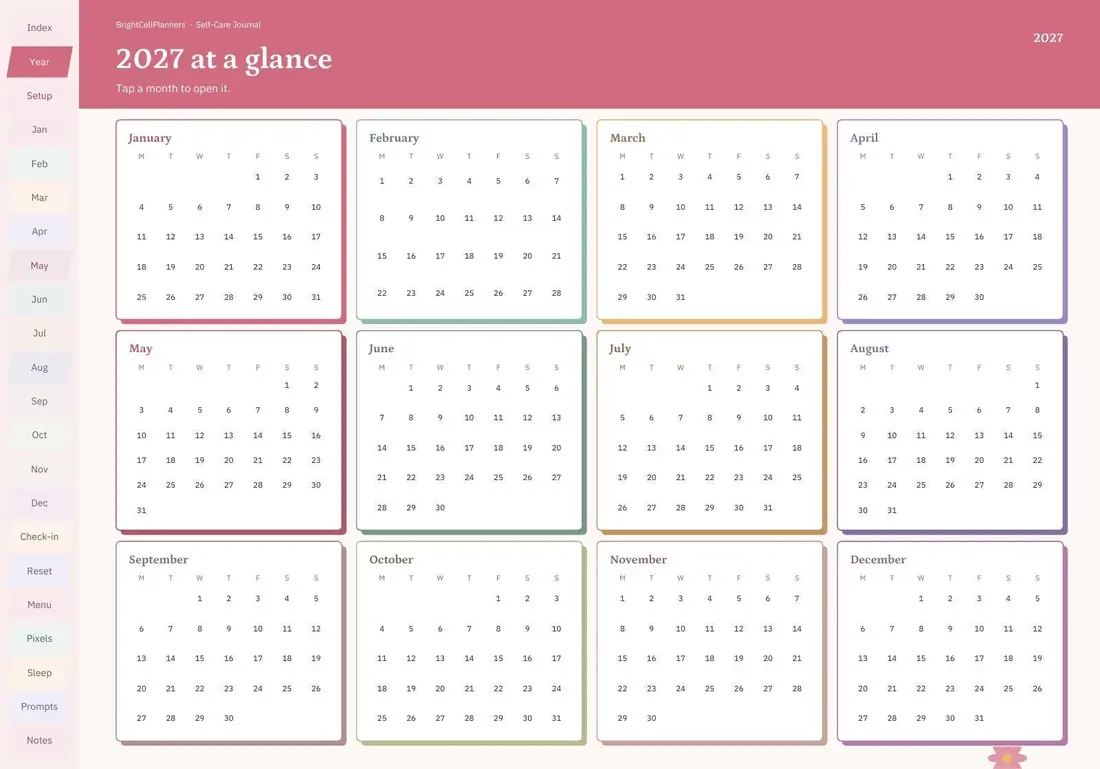 Index
Year
Setup
Jan
Feb
Mar
Apr
May
Jun
Jul
Aug
Sep
Oct
Nov
Dec
Check-in
Reset
Menu
Pixels
Sleep
Prompts
Notes
BrightCellPlanners · Self-Care Journal
2027 at a glance
Tap a month to open it.
2027
January
M T W T F S S
1 2 3
4 5 6 7 8 9 10
11 12 13 14 15 16 17
18 19 20 21 22 23 24
25 26 27 28 29 30 31
February
M T W T F S S
1 2 3 4 5 6 7
8 9 10 11 12 13 14
15 16 17 18 19 20 21
22 23 24 25 26 27 28
March
M T W T F S S
1 2 3 4 5 6 7
8 9 10 11 12 13 14
15 16 17 18 19 20 21
22 23 24 25 26 27 28
29 30 31
April
M T W T F S S
1 2 3 4
5 6 7 8 9 10 11
12 13 14 15 16 17 18
19 20 21 22 23 24 25
26 27 28 29 30
May
M T W T F S S
1 2
3 4 5 6 7 8 9
10 11 12 13 14 15 16
17 18 19 20 21 22 23
24 25 26 27 28 29 30
31
June
M T W T F S S
1 2 3 4 5 6
7 8 9 10 11 12 13
14 15 16 17 18 19 20
21 22 23 24 25 26 27
28 29 30
July
M T W T F S S
1 2 3 4
5 6 7 8 9 10 11
12 13 14 15 16 17 18
19 20 21 22 23 24 25
26 27 28 29 30 31
August
M T W T F S S
1
2 3 4 5 6 7 8
9 10 11 12 13 14 15
16 17 18 19 20 21 22
23 24 25 26 27 28 29
30 31
September
M T W T F S S
1 2 3 4 5
6 7 8 9 10 11 12
13 14 15 16 17 18 19
20 21 22 23 24 25 26
27 28 29 30
October
M T W T F S S
1 2 3
4 5 6 7 8 9 10
11 12 13 14 15 16 17
18 19 20 21 22 23 24
25 26 27 28 29 30 31
November
M T W T F S S
1 2 3 4 5 6 7
8 9 10 11 12 13 14
15 16 17 18 19 20 21
22 23 24 25 26 27 28
29 30
December
M T W T F S S
1 2 3 4 5
6 7 8 9 10 11 12
13 14 15 16 17 18 19
20 21 22 23 24 25 26
27 28 29 30 31